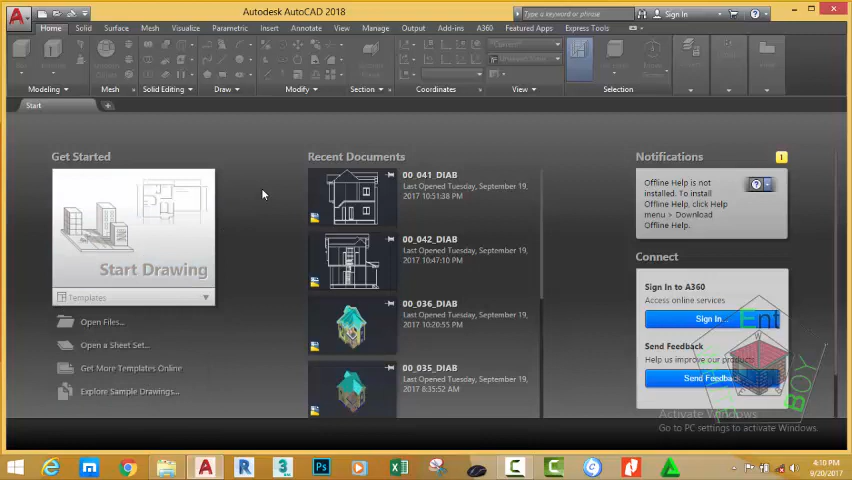 Autodesk AutoCAD 2018
Type a keyword or phrase
Sign In
Home Solid Surface Mesh Visualize Parametric Insert Annotate View Manage Output Add-ins A360 Featured Apps Express Tools
Modeling Mesh Solid Editing Draw Modify Section Coordinates View Selection
Start
Get Started
Start Drawing
Templates
Open Files...
Open a Sheet Set...
Get More Templates Online
Explore Sample Drawings...
Recent Documents
00_041_DIAB
Last Opened Tuesday, September 19,
2017 10:51:38 PM
00_042_DIAB
Last Opened Tuesday, September 19,
2017 10:47:10 PM
00_036_DIAB
Last Opened Tuesday, September 19,
2017 10:20:55 PM
00_035_DIAB
Last Opened Tuesday, September 19,
2017 8:35:52 AM
Notifications
1
Offline Help is not
installed. To install
Offline Help, click Help
menu > Download
Offline Help.
Connect
Sign In to A360
Access online services
Sign In
Send Feedback
Help us improve our products
Send Feedback
Ent
BOY
Activate Windows
Go to PC settings to activate Windows.
4:10 PM
9/20/2017